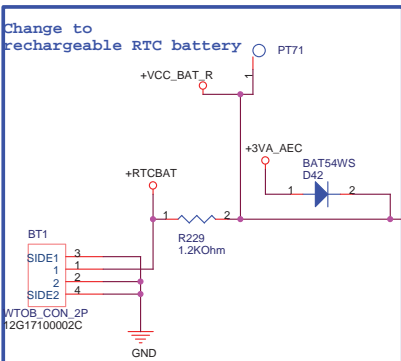 Change to
rechargeable RTC battery
PT71
+VCC_BAT_R
1
+3VA_AEC
BAT54WS
D42
+RTCBAT
1 2
1 2
R229
1.2KOhm
BT1
SIDE1 3
1 1
2 2
SIDE2 4
WTOB_CON_2P
12G17100002C
GND